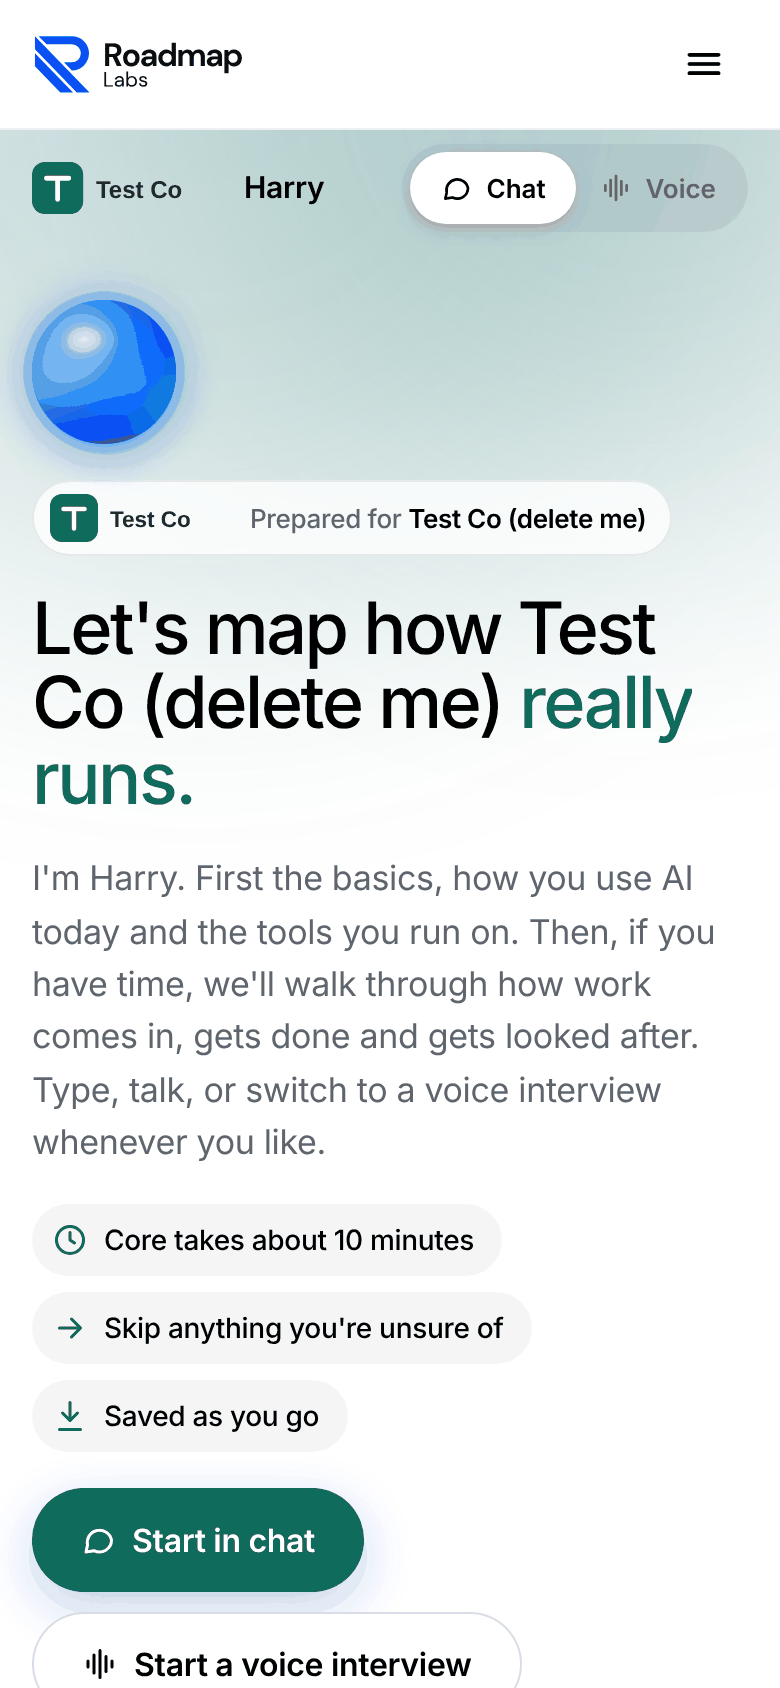 Roadmap
Labs
T Test Co
Harry
Chat
Voice
T Test Co
Prepared for Test Co (delete me)
Let's map how Test
Co (delete me) really
runs.
I'm Harry. First the basics, how you use AI
today and the tools you run on. Then, if you
have time, we'll walk through how work
comes in, gets done and gets looked after.
Type, talk, or switch to a voice interview
whenever you like.
Core takes about 10 minutes
Skip anything you're unsure of
Saved as you go
Start in chat
Start a voice interview